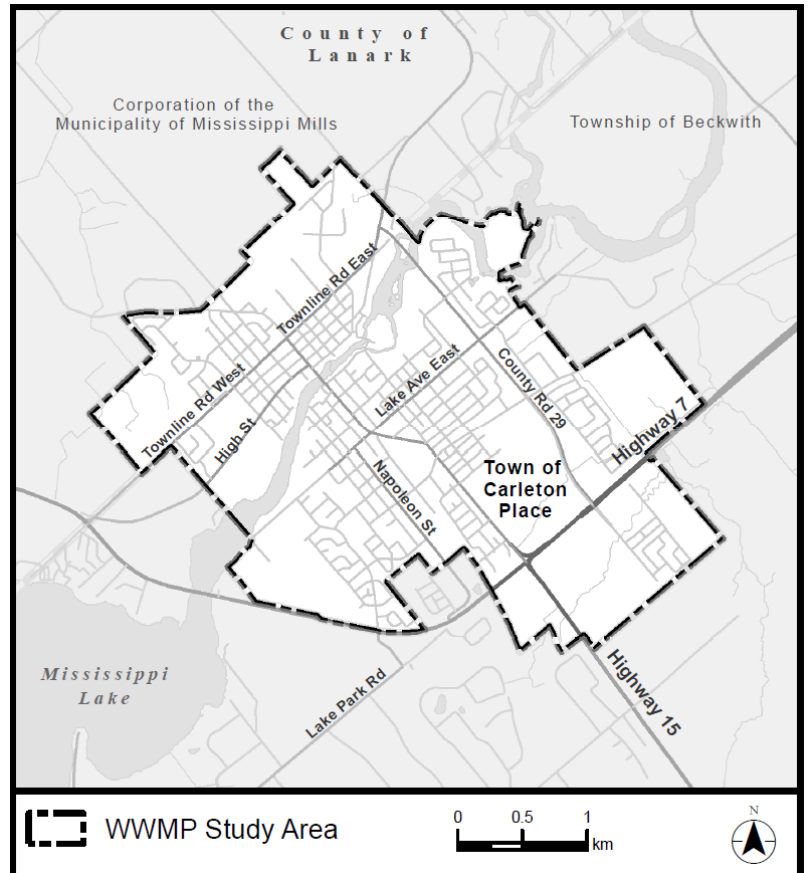 County of
Lanark
Corporation of the
Municipality of Mississippi Mills
Township of Beckwith
Townline Rd East
Townline Rd West
High St
Lake Ave East
County Rd 29
Highway 7
Napoleon St
Town of
Carleton
Place
Mississippi
Lake
Lake Park Rd
Highway 15
WWMP Study Area
0 0.5 1
km
N